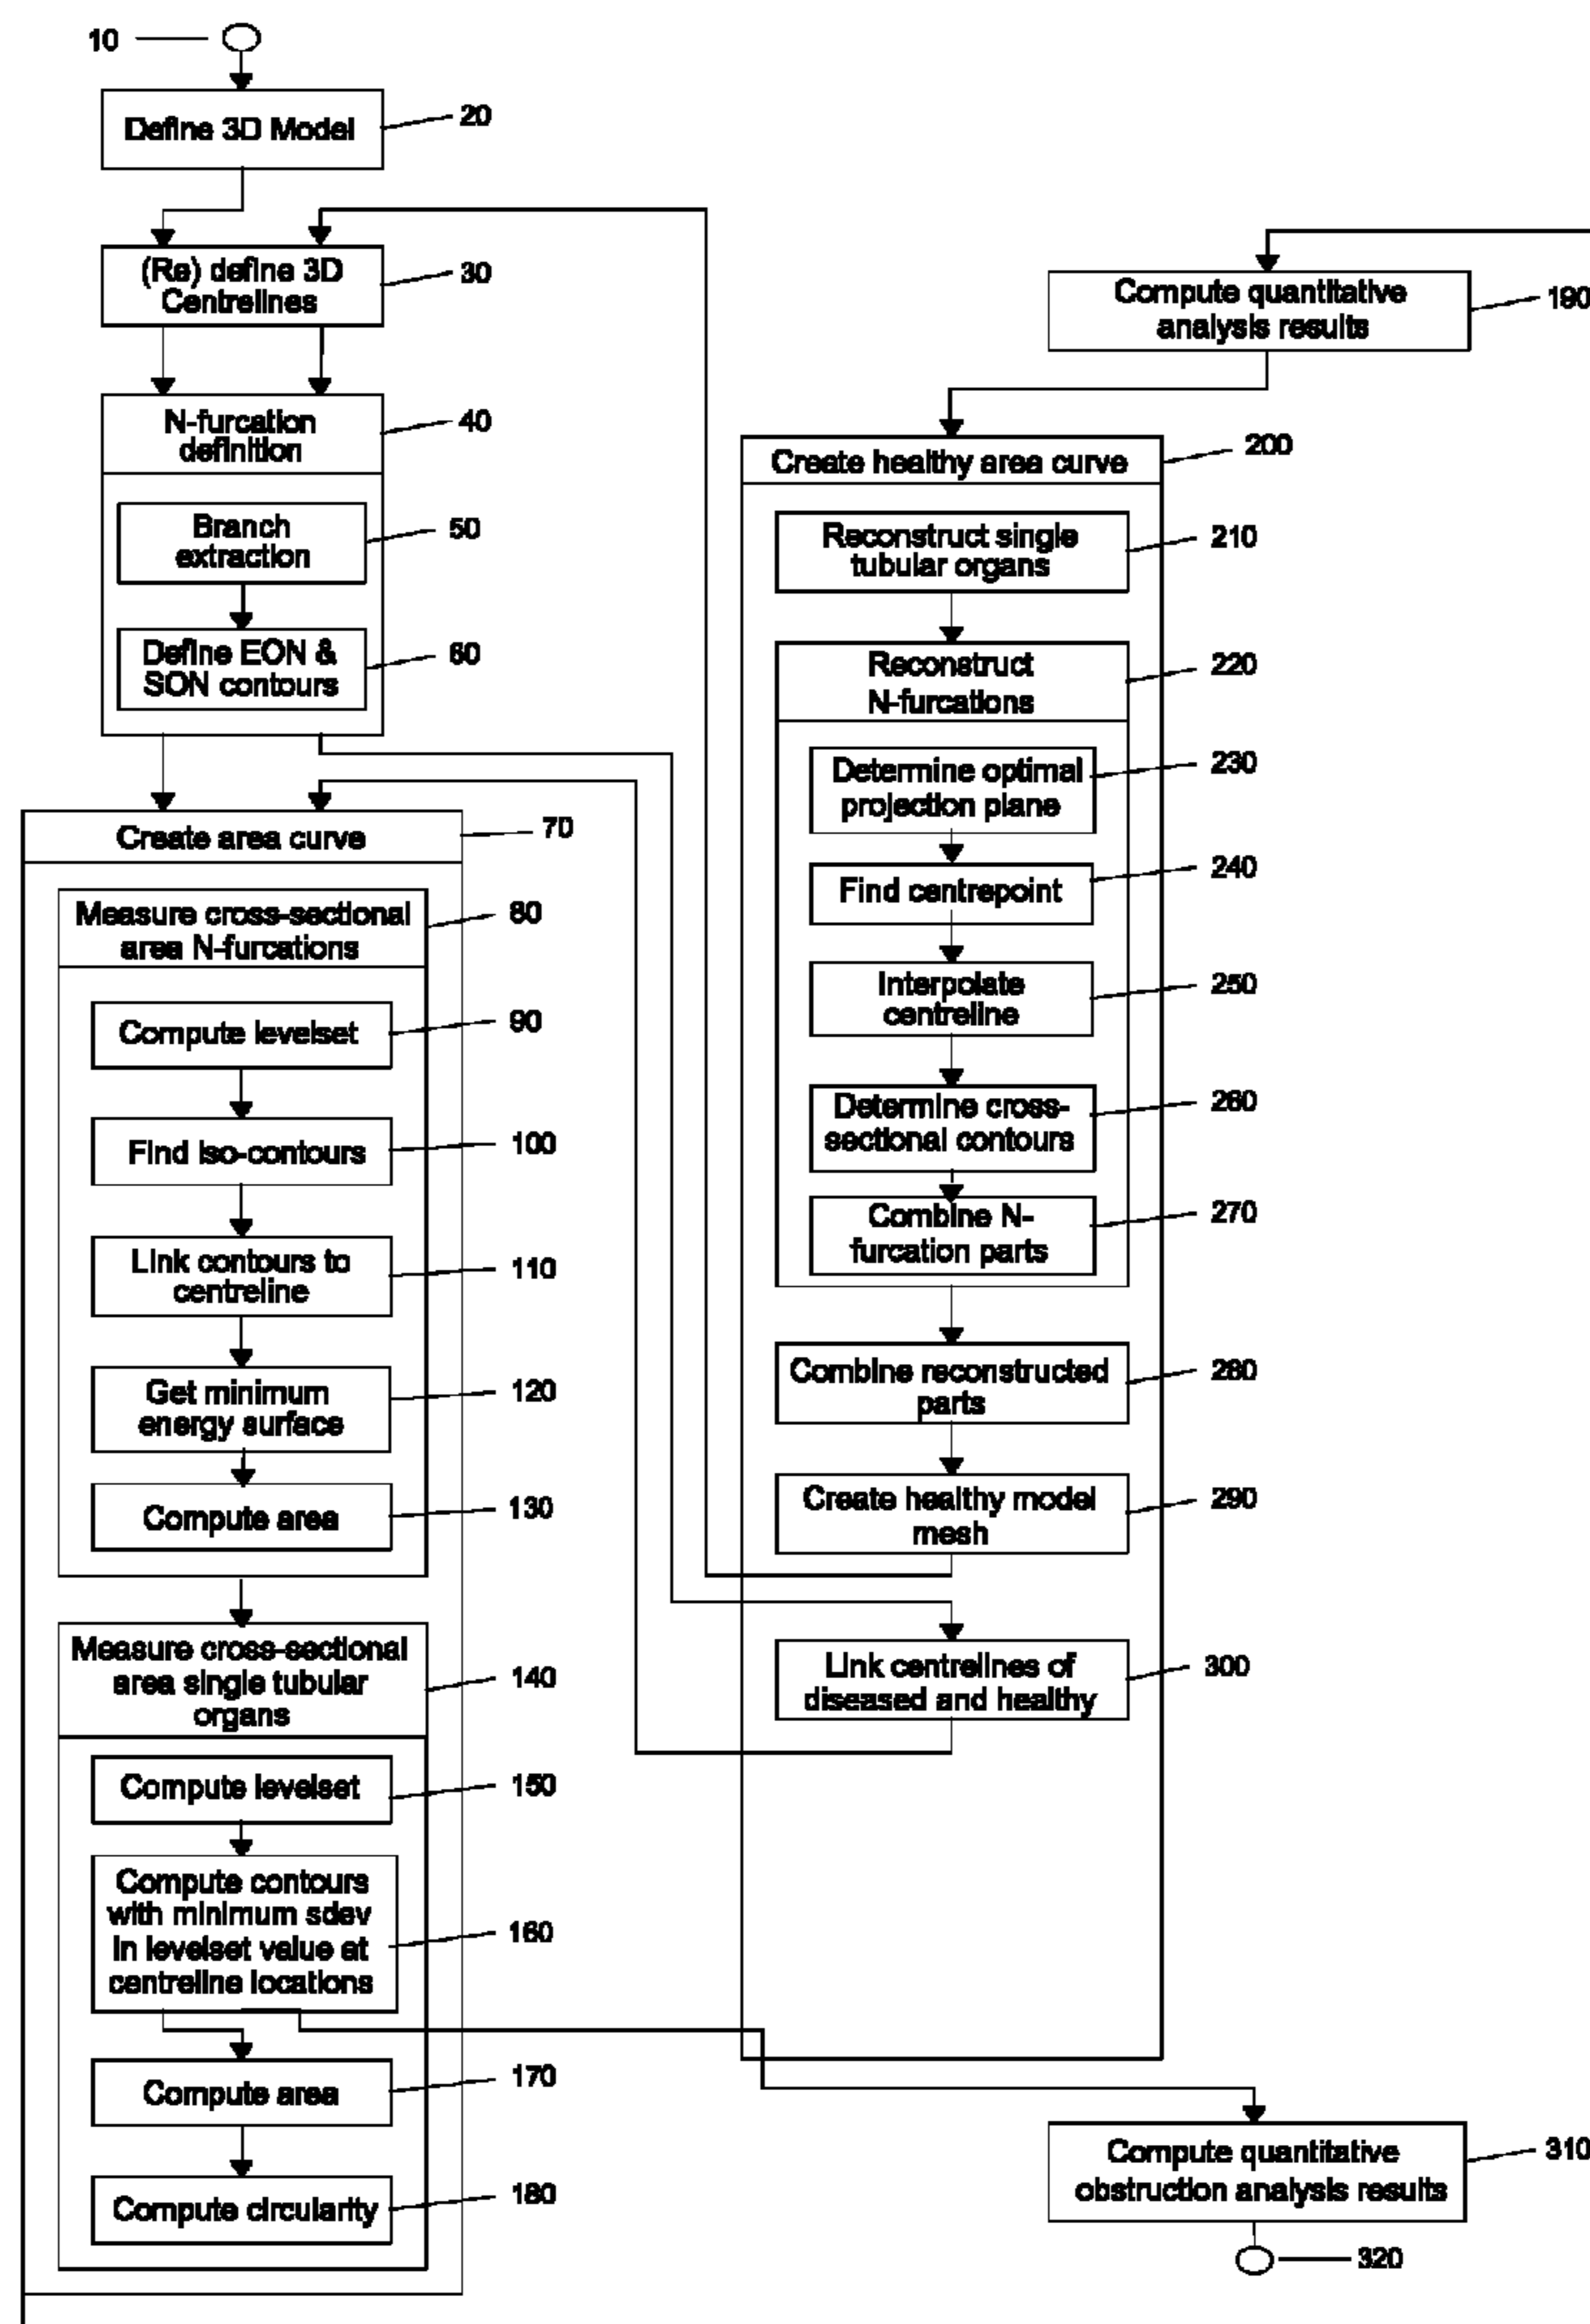 10
Define 3D Model
20
(Re) define 3D
Centrelines
30
N-furcation
definition
40
Branch
extraction
50
Define EON &
SON contours
60
Create area curve
70
Measure cross-sectional
area N-furcations
80
Compute levelset
90
Find iso-contours
100
Link contours to
centreline
110
Get minimum
energy surface
120
Compute area
130
Measure cross-sectional
area single tubular
organs
140
Compute levelset
150
Compute contours
with minimum sdev
in levelset value at
centreline locations
160
Compute area
170
Compute circularity
180
Compute quantitative
analysis results
190
Create healthy area curve
200
Reconstruct single
tubular organs
210
Reconstruct
N-furcations
220
Determine optimal
projection plane
230
Find centrepoint
240
Interpolate
centreline
250
Determine cross-
sectional contours
260
Combine N-
furcation parts
270
Combine reconstructed
parts
280
Create healthy model
mesh
290
Link centrelines of
diseased and healthy
300
Compute quantitative
obstruction analysis results
310
320